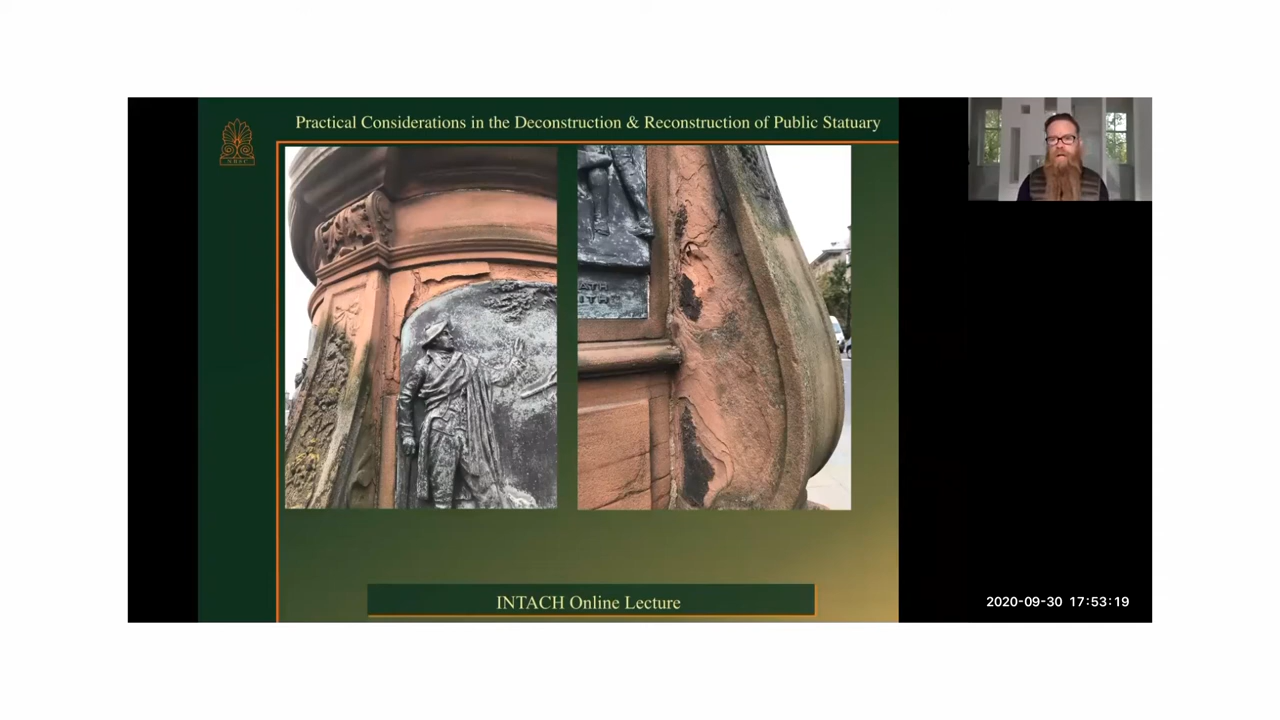 Practical Considerations in the Deconstruction & Reconstruction of Public Statuary
INTACH Online Lecture
2020-09-30 17:53:19